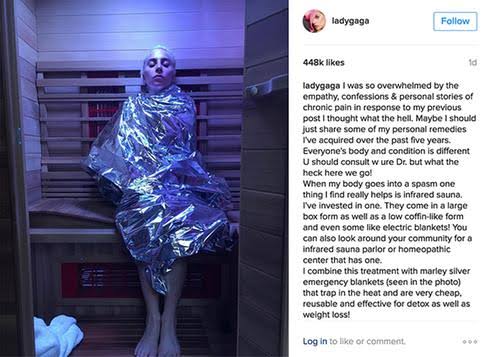 ladygaga
Follow
448k likes
1d
ladygaga I was so overwhelmed by the
empathy, confessions & personal stories of
chronic pain in response to my previous
post I thought what the hell. Maybe I should
just share some of my personal remedies
I've acquired over the past five years.
Everyone's body and condition is different
U should consult w ure Dr. but what the
heck here we go!
When my body goes into a spasm one
thing I find really helps is infrared sauna.
I've invested in one. They come in a large
box form as well as a low coffin-like form
and even some like electric blankets! You
can also look around your community for a
infrared sauna parlor or homeopathic
center that has one.
I combine this treatment with marley silver
emergency blankets (seen in the photo)
that trap in the heat and are very cheap,
reusable and effective for detox as well as
weight loss!
Log in to like or comment.